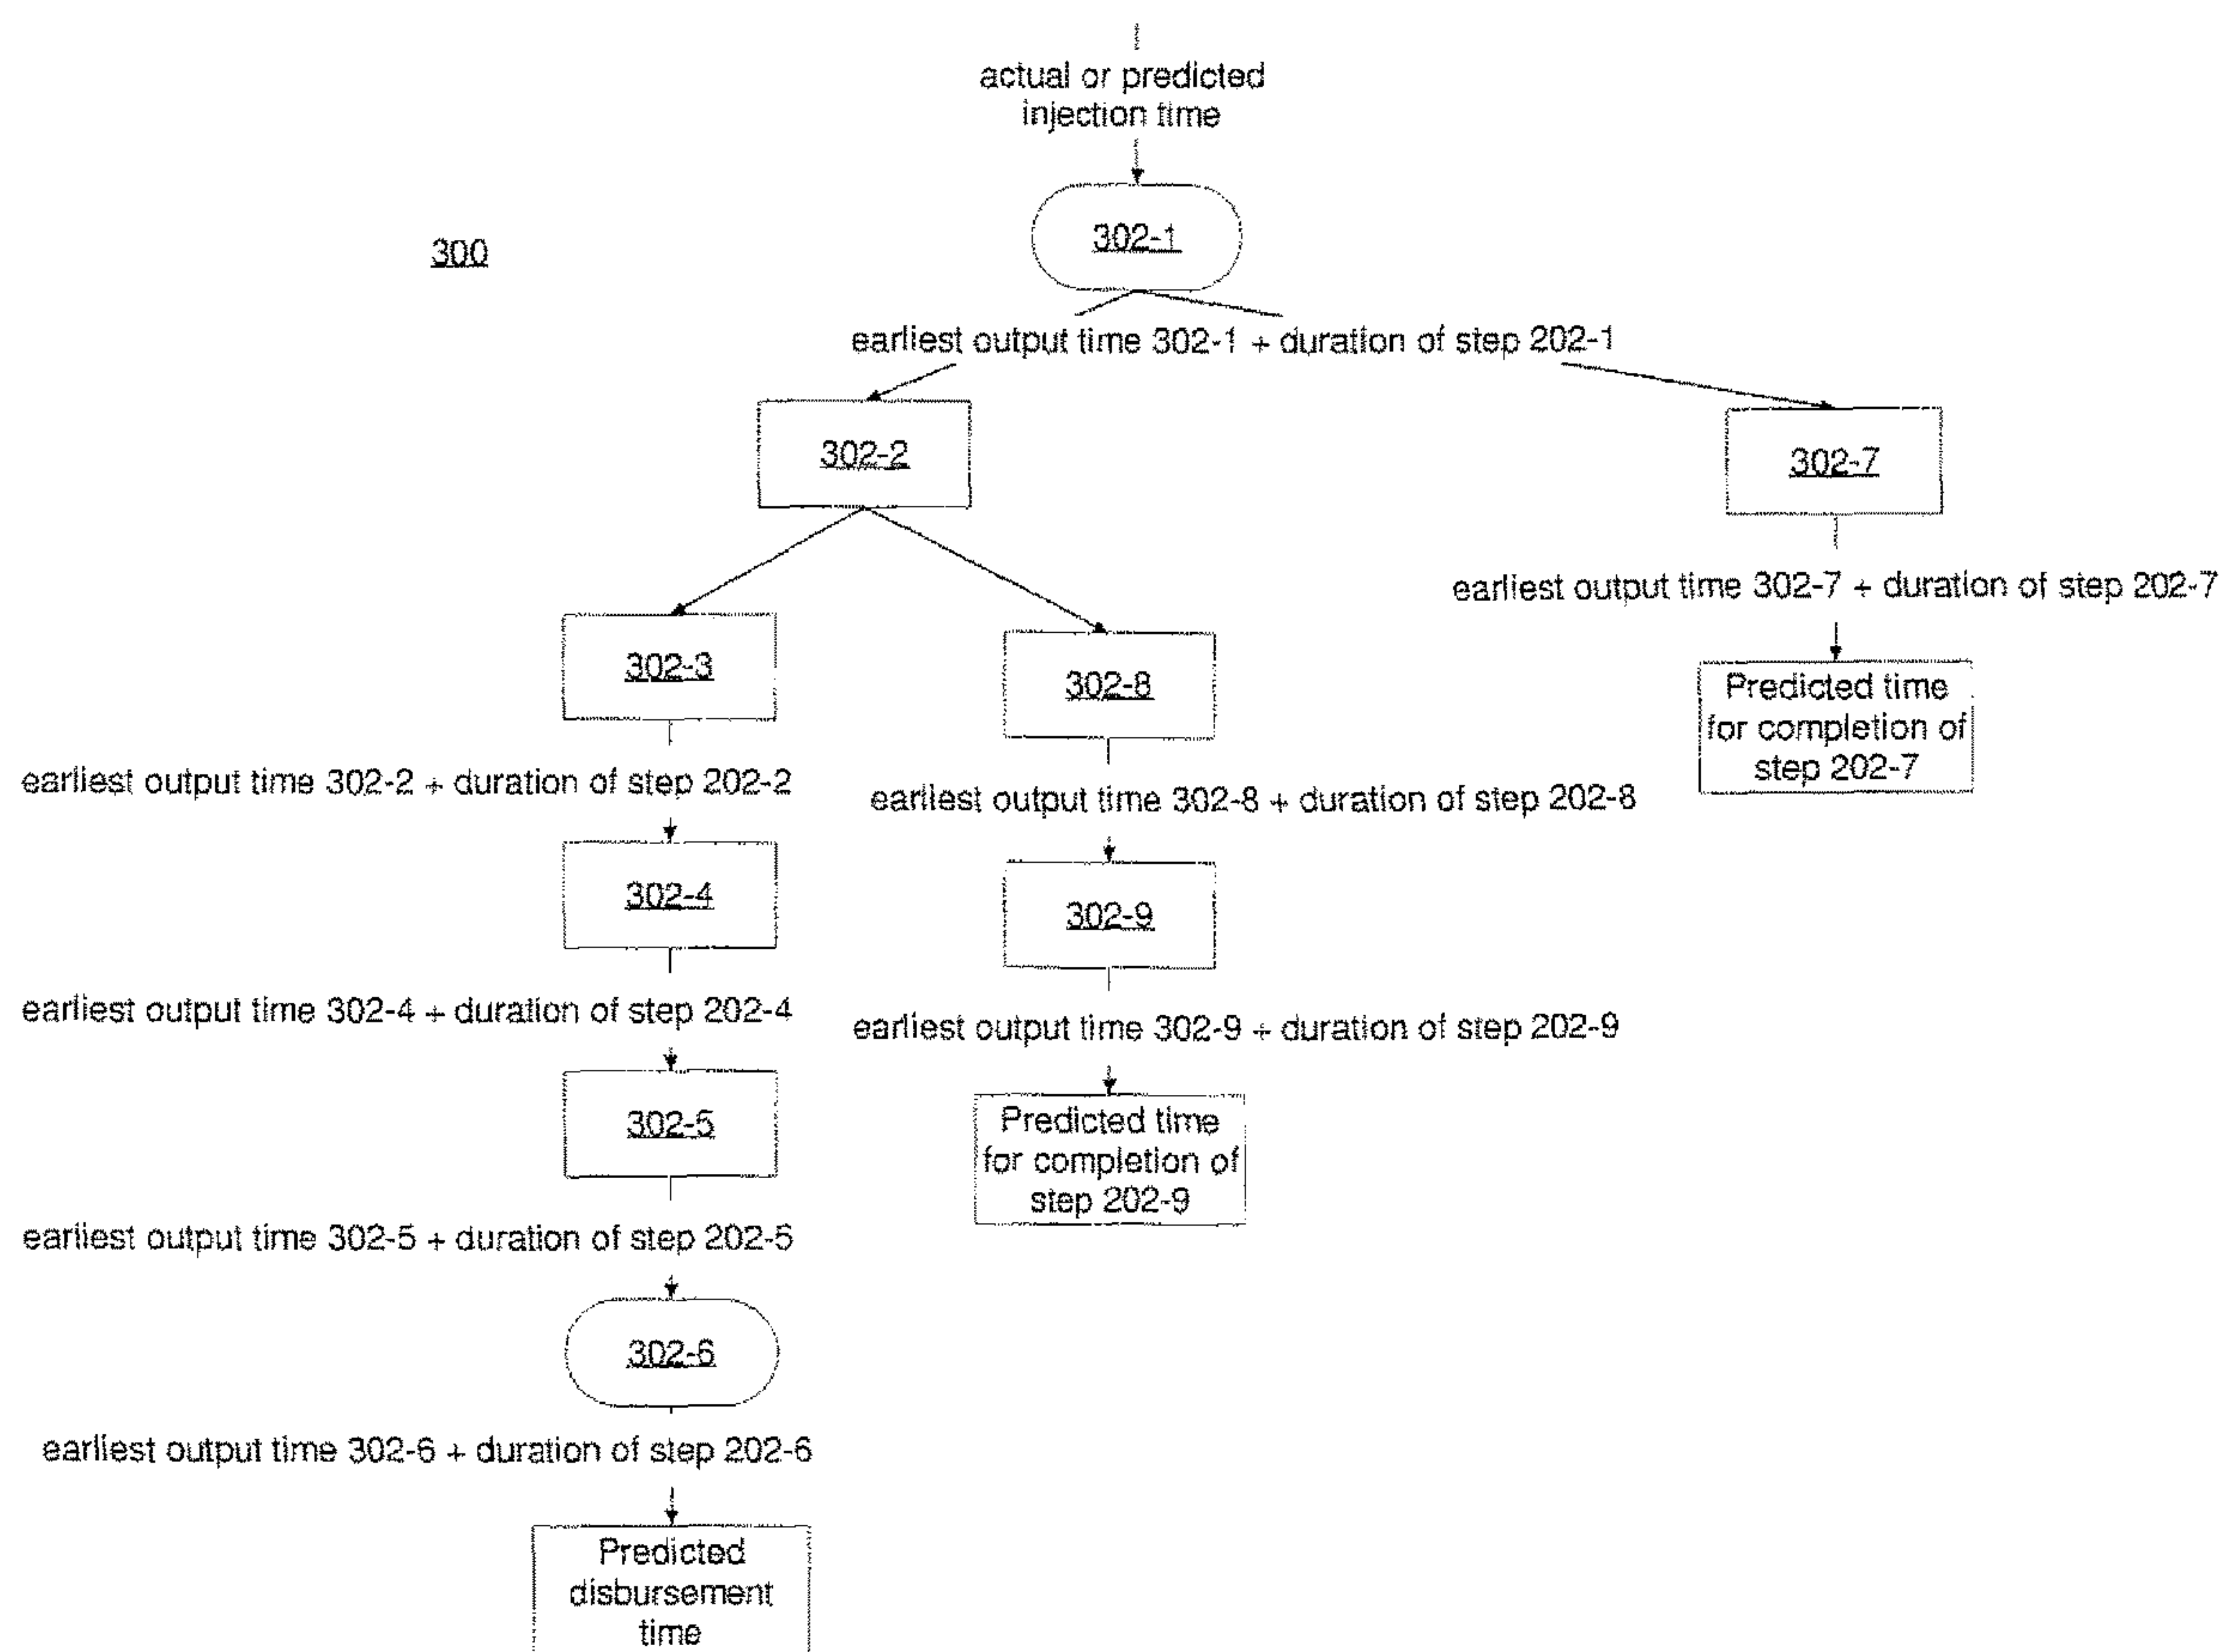 actual or predicted
injection time
300
302-1
earliest output time 302-1 + duration of step 202-1
302-2
302-7
earliest output time 302-7 + duration of step 202-7
302-3
302-8
Predicted time
for completion of
step 202-7
earliest output time 302-2 + duration of step 202-2
earliest output time 302-8 + duration of step 202-8
302-4
302-9
earliest output time 302-4 + duration of step 202-4
earliest output time 302-9 + duration of step 202-9
302-5
Predicted time
for completion of
step 202-9
earliest output time 302-5 + duration of step 202-5
302-6
earliest output time 302-6 + duration of step 202-6
Predicted
disbursement
time